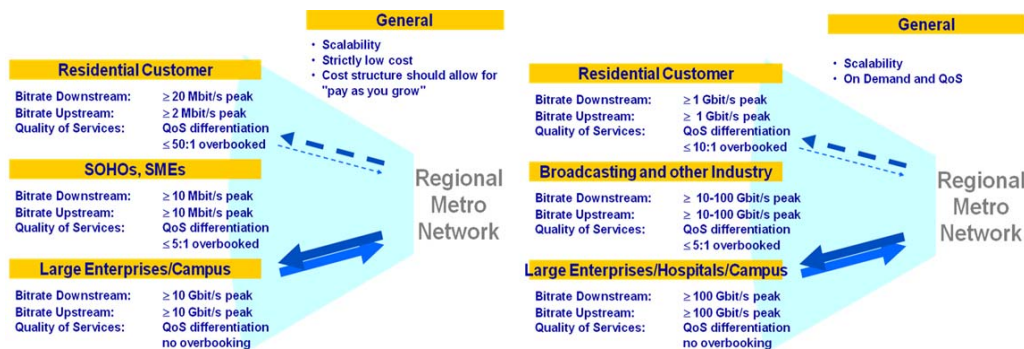 General
• Scalability
• Strictly low cost
• Cost structure should allow for
"pay as you grow"
Residential Customer
Bitrate Downstream: ≥ 20 Mbit/s peak
Bitrate Upstream: ≥ 2 Mbit/s peak
Quality of Services: QoS differentiation
≤ 50:1 overbooked
SOHOs, SMEs
Bitrate Downstream: ≥ 10 Mbit/s peak
Bitrate Upstream: ≥ 10 Mbit/s peak
Quality of Services: QoS differentiation
≤ 5:1 overbooked
Large Enterprises/Campus
Bitrate Downstream: ≥ 10 Gbit/s peak
Bitrate Upstream: ≥ 10 Gbit/s peak
Quality of Services: QoS differentiation
no overbooking
Regional
Metro
Network
General
• Scalability
• On Demand and QoS
Residential Customer
Bitrate Downstream: ≥ 1 Gbit/s peak
Bitrate Upstream: ≥ 1 Gbit/s peak
Quality of Services: QoS differentiation
≤ 10:1 overbooked
Broadcasting and other Industry
Bitrate Downstream: ≥ 10-100 Gbit/s peak
Bitrate Upstream: ≥ 10-100 Gbit/s peak
Quality of Services: QoS differentiation
≤ 5:1 overbooked
Large Enterprises/Hospitals/Campus
Bitrate Downstream: ≥ 100 Gbit/s peak
Bitrate Upstream: ≥ 100 Gbit/s peak
Quality of Services: QoS differentiation
no overbooking
Regional
Metro
Network